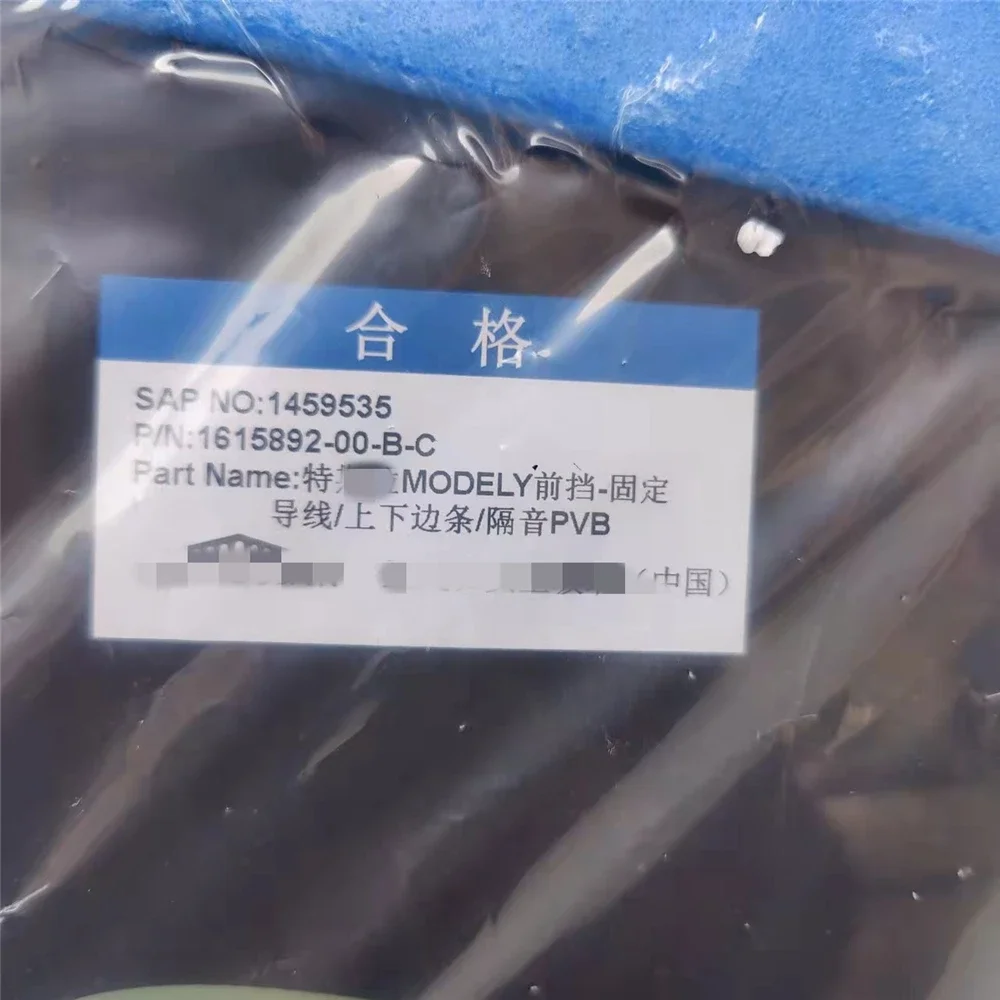 合格
SAP NO:1459535
P/N:1615892-00-B-C
Part Name:特 MODELY前挡-固定
导线/上下边条/隔音PVB
（中国）